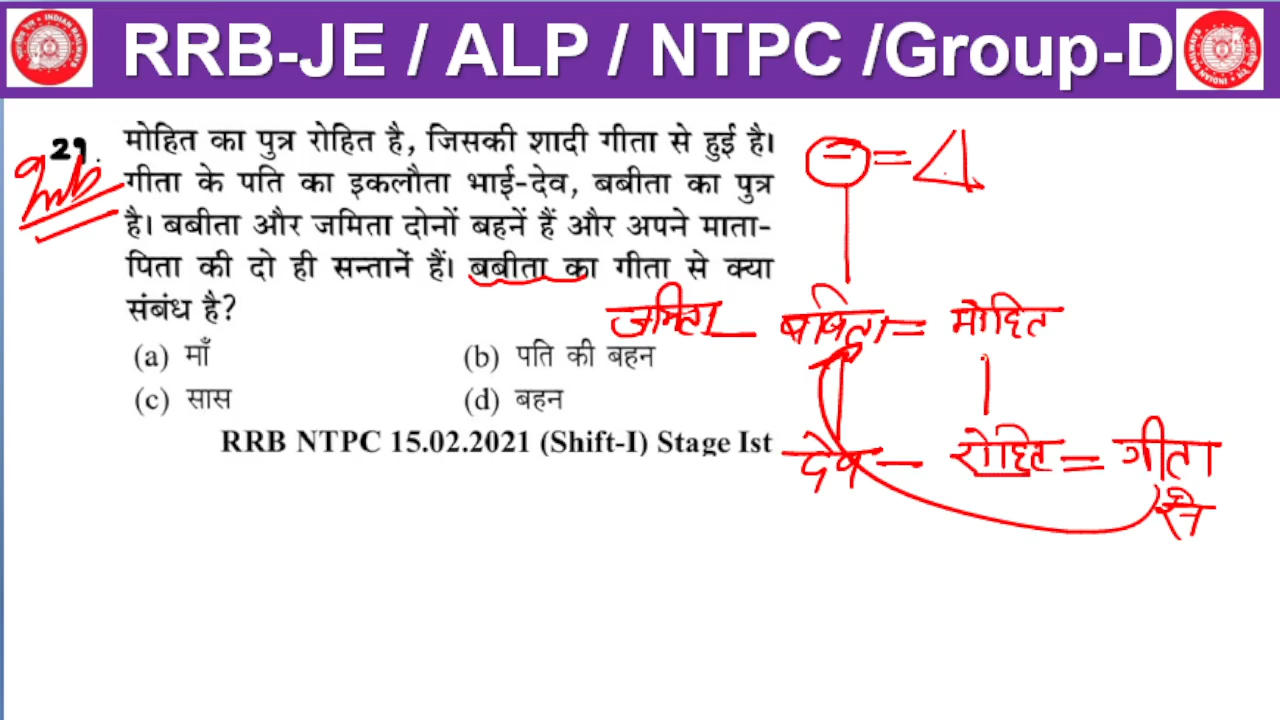 RRB-JE / ALP / NTPC /Group-D
29. मोहित का पुत्र रोहित है, जिसकी शादी गीता से हुई है।
गीता के पति का इकलौता भाई-देव, बबीता का पुत्र
है। बबीता और जमिता दोनों बहनें हैं और अपने माता-
पिता की दो ही सन्तानें हैं। बबीता का गीता से क्या
संबंध है?
(a) माँ (b) पति की बहन
(c) सास (d) बहन
RRB NTPC 15.02.2021 (Shift-I) Stage Ist
Imp
- = Δ
जमिता - बबिता = मोहित
देव - रोहित = गीता
से